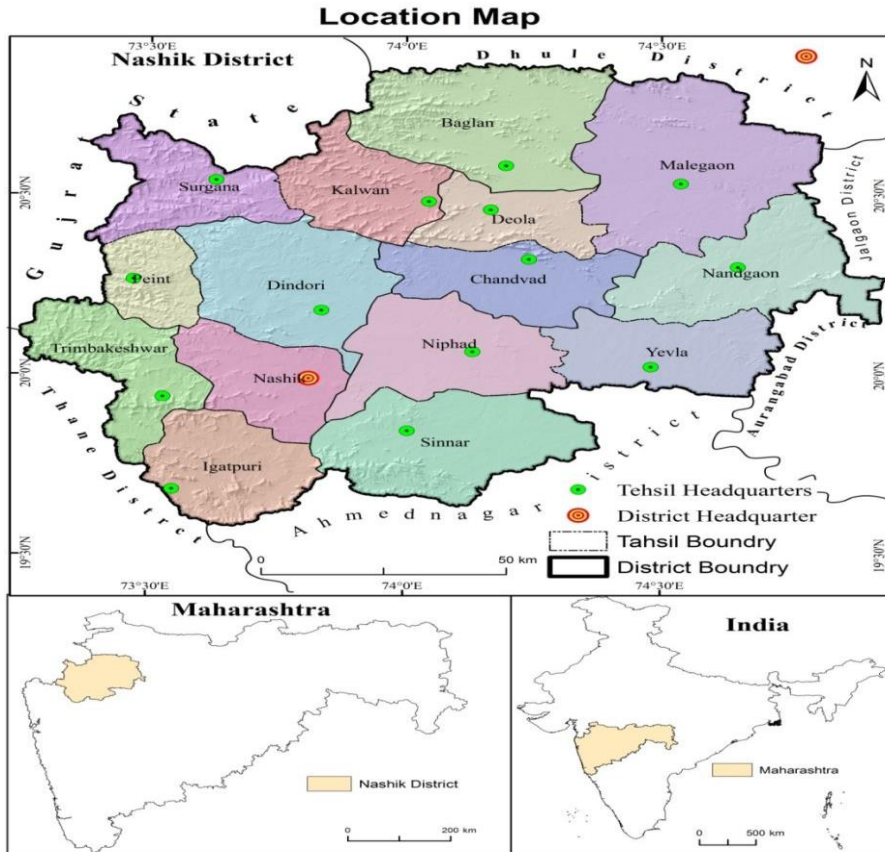 Location Map
73°30'E 74°0'E 74°30'E
Nashik District
Dhule District
N
Gujrat State
Baglan
Malegaon
Surgana
Kalwan
Deola
20°30'N
20°30'N
Jalgaon District
Peint
Dindori
Chandvad
Nandgaon
Trimbakeshwar
Niphad
Yevla
Nashik
20°0'N
20°0'N
Aurangabad District
Thane District
Igatpuri
Sinnar
Ahmednagar District
Tehsil Headquarters
District Headquarter
Tahsil Boundry
District Boundry
19°30'N
19°30'N
0 50 km
73°30'E 74°0'E 74°30'E
Maharashtra
Nashik District
0 200 km
India
Maharashtra
0 500 km